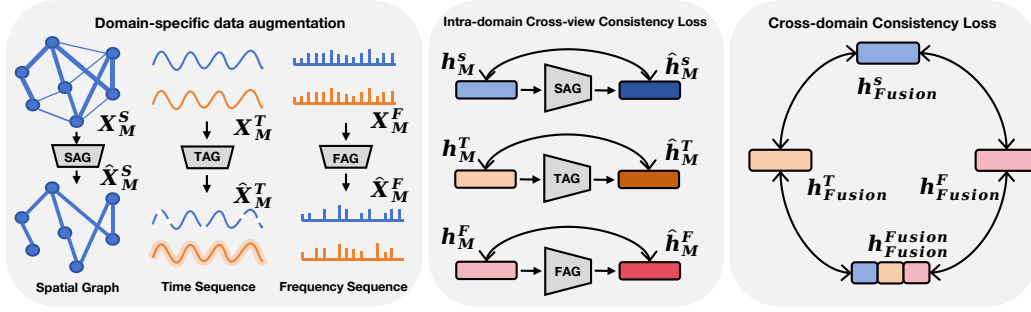 Domain-specific data augmentation
X_M^S
X_M^T
X_M^F
SAG
TAG
FAG
X̂_M^S
X̂_M^T
X̂_M^F
Spatial Graph
Time Sequence
Frequency Sequence
Intra-domain Cross-view Consistency Loss
h_M^s
ĥ_M^s
SAG
h_M^T
ĥ_M^T
TAG
h_M^F
ĥ_M^F
FAG
Cross-domain Consistency Loss
h_Fusion^s
h_Fusion^T
h_Fusion^F
h_Fusion^Fusion